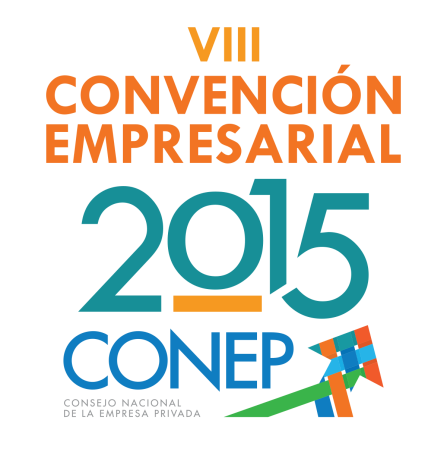 VIII
CONVENCIÓN
EMPRESARIAL
2015
CONEP
CONSEJO NACIONAL
DE LA EMPRESA PRIVADA